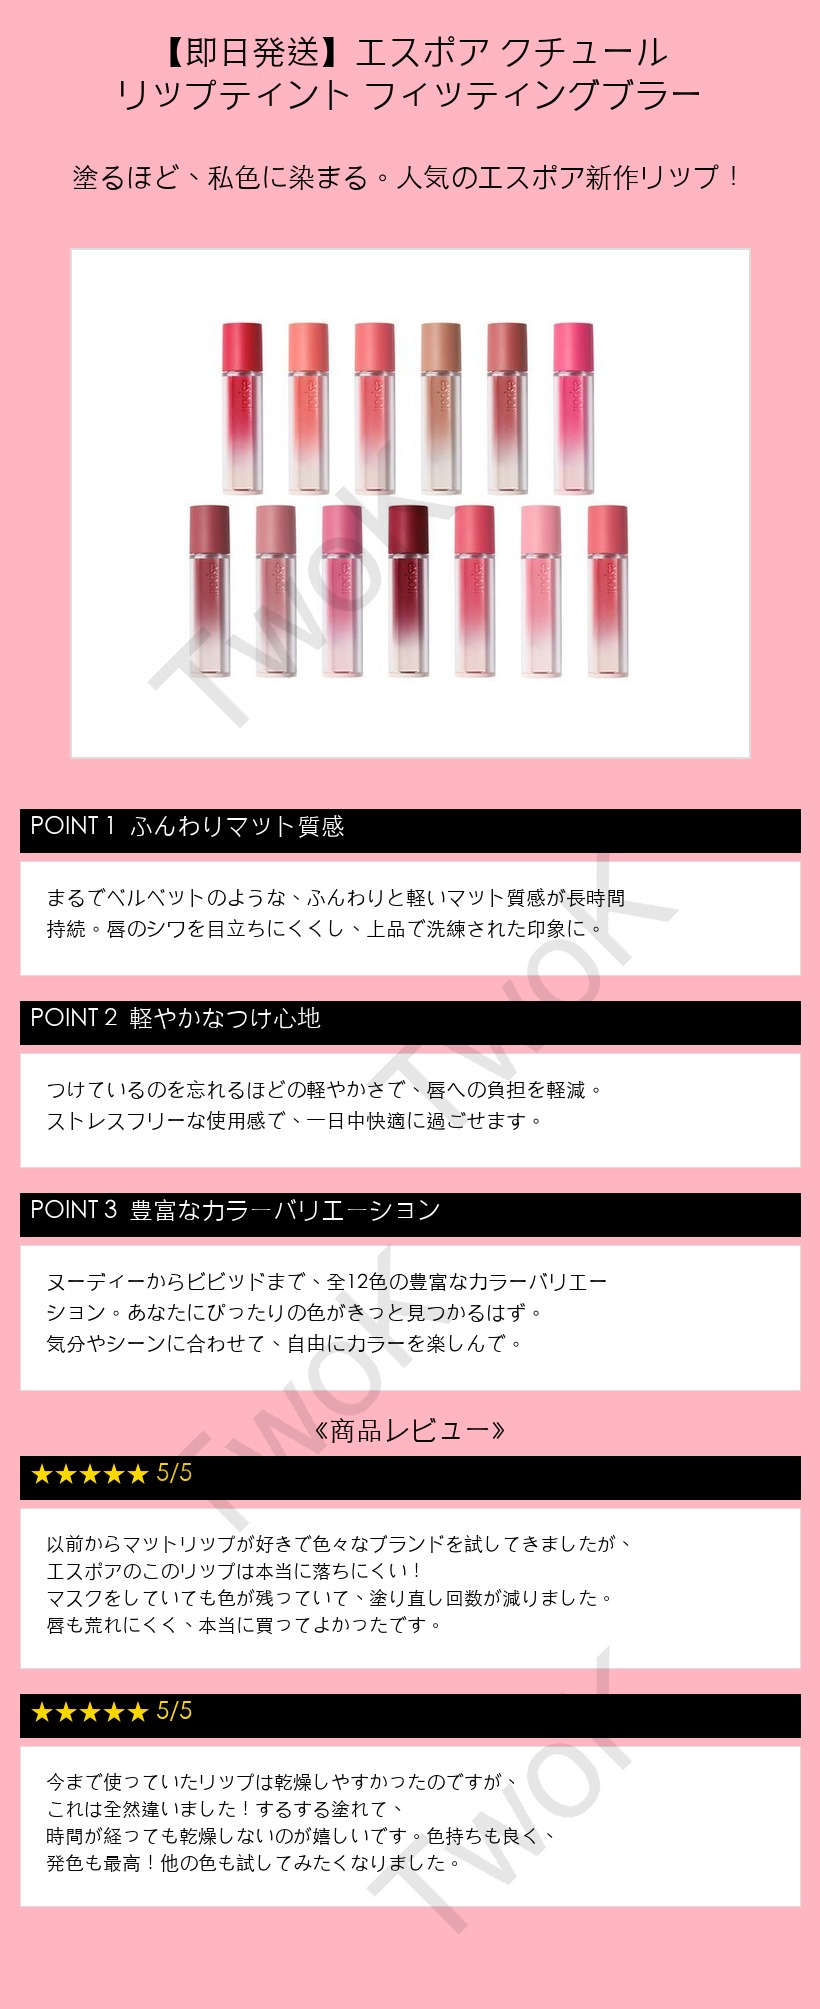 【即日発送】エスポア クチュール
リップティント フィッティングブラー
塗るほど、私色に染まる。人気のエスポア新作リップ！
espoir
espoir
espoir
espoir
espoir
espoir
espoir
espoir
espoir
espoir
espoir
espoir
espoir
TwoK
POINT 1 ふんわりマット質感
まるでベルベットのような、ふんわりと軽いマット質感が長時間
持続。唇のシワを目立ちにくくし、上品で洗練された印象に。
TwoK
POINT 2 軽やかなつけ心地
つけているのを忘れるほどの軽やかさで、唇への負担を軽減。
ストレスフリーな使用感で、一日中快適に過ごせます。
POINT 3 豊富なカラーバリエーション
ヌーディーからビビッドまで、全12色の豊富なカラーバリエー
ション。あなたにぴったりの色がきっと見つかるはず。
気分やシーンに合わせて、自由にカラーを楽しんで。
TwoK
《商品レビュー》
★★★★★ 5/5
以前からマットリップが好きで色々なブランドを試してきましたが、
エスポアのこのリップは本当に落ちにくい！
マスクをしていても色が残っていて、塗り直し回数が減りました。
唇も荒れにくく、本当に買ってよかったです。
★★★★★ 5/5
今まで使っていたリップは乾燥しやすかったのですが、
これは全然違いました！するする塗れて、
時間が経っても乾燥しないのが嬉しいです。色持ちも良く、
発色も最高！他の色も試してみたくなりました。
TwoK